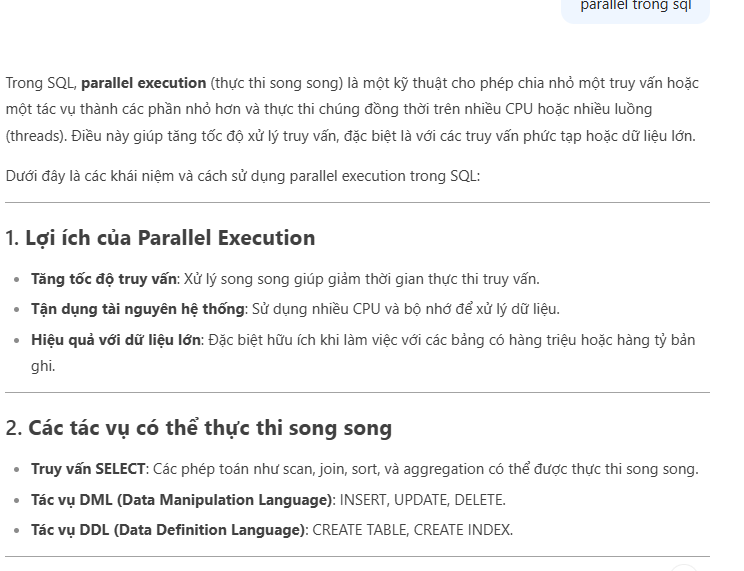 parallel trong sql
Trong SQL, parallel execution (thực thi song song) là một kỹ thuật cho phép chia nhỏ một truy vấn hoặc
một tác vụ thành các phần nhỏ hơn và thực thi chúng đồng thời trên nhiều CPU hoặc nhiều luồng
(threads). Điều này giúp tăng tốc độ xử lý truy vấn, đặc biệt là với các truy vấn phức tạp hoặc dữ liệu lớn.
Dưới đây là các khái niệm và cách sử dụng parallel execution trong SQL:
1. Lợi ích của Parallel Execution
• Tăng tốc độ truy vấn: Xử lý song song giúp giảm thời gian thực thi truy vấn.
• Tận dụng tài nguyên hệ thống: Sử dụng nhiều CPU và bộ nhớ để xử lý dữ liệu.
• Hiệu quả với dữ liệu lớn: Đặc biệt hữu ích khi làm việc với các bảng có hàng triệu hoặc hàng tỷ bản
ghi.
2. Các tác vụ có thể thực thi song song
• Truy vấn SELECT: Các phép toán như scan, join, sort, và aggregation có thể được thực thi song song.
• Tác vụ DML (Data Manipulation Language): INSERT, UPDATE, DELETE.
• Tác vụ DDL (Data Definition Language): CREATE TABLE, CREATE INDEX.